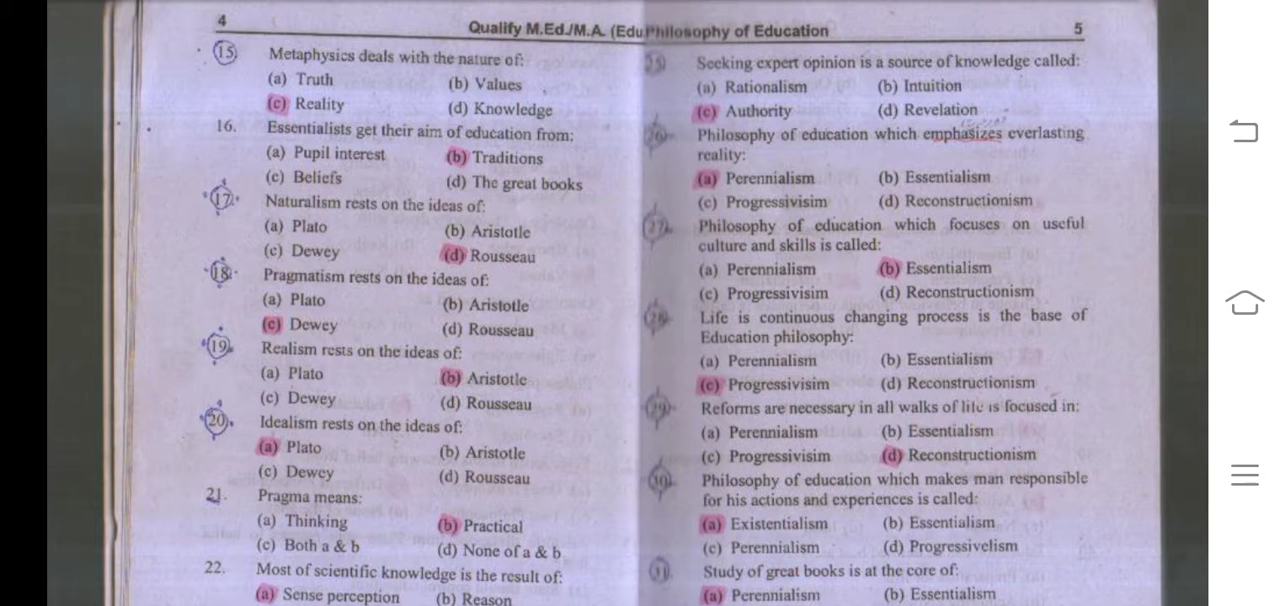 4
Qualify M.Ed./M.A. (Edu
15
Metaphysics deals with the nature of:
(a) Truth (b) Values
(c) Reality (d) Knowledge
16. Essentialists get their aim of education from:
(a) Pupil interest (b) Traditions
(c) Beliefs (d) The great books
17. Naturalism rests on the ideas of:
(a) Plato (b) Aristotle
(c) Dewey (d) Rousseau
18. Pragmatism rests on the ideas of:
(a) Plato (b) Aristotle
(c) Dewey (d) Rousseau
19. Realism rests on the ideas of:
(a) Plato (b) Aristotle
(c) Dewey (d) Rousseau
20. Idealism rests on the ideas of:
(a) Plato (b) Aristotle
(c) Dewey (d) Rousseau
21. Pragma means:
(a) Thinking (b) Practical
(c) Both a & b (d) None of a & b
22. Most of scientific knowledge is the result of:
(a) Sense perception (b) Reason
Philosophy of Education 5
25 Seeking expert opinion is a source of knowledge called:
(a) Rationalism (b) Intuition
(c) Authority (d) Revelation
26 Philosophy of education which emphasizes everlasting
reality:
(a) Perennialism (b) Essentialism
(c) Progressivisim (d) Reconstructionism
27 Philosophy of education which focuses on useful
culture and skills is called:
(a) Perennialism (b) Essentialism
(c) Progressivisim (d) Reconstructionism
28 Life is continuous changing process is the base of
Education philosophy:
(a) Perennialism (b) Essentialism
(c) Progressivisim (d) Reconstructionism
29 Reforms are necessary in all walks of life is focused in:
(a) Perennialism (b) Essentialism
(c) Progressivisim (d) Reconstructionism
30 Philosophy of education which makes man responsible
for his actions and experiences is called:
(a) Existentialism (b) Essentialism
(c) Perennialism (d) Progressivelism
31 Study of great books is at the core of:
(a) Perennialism (b) Essentialism